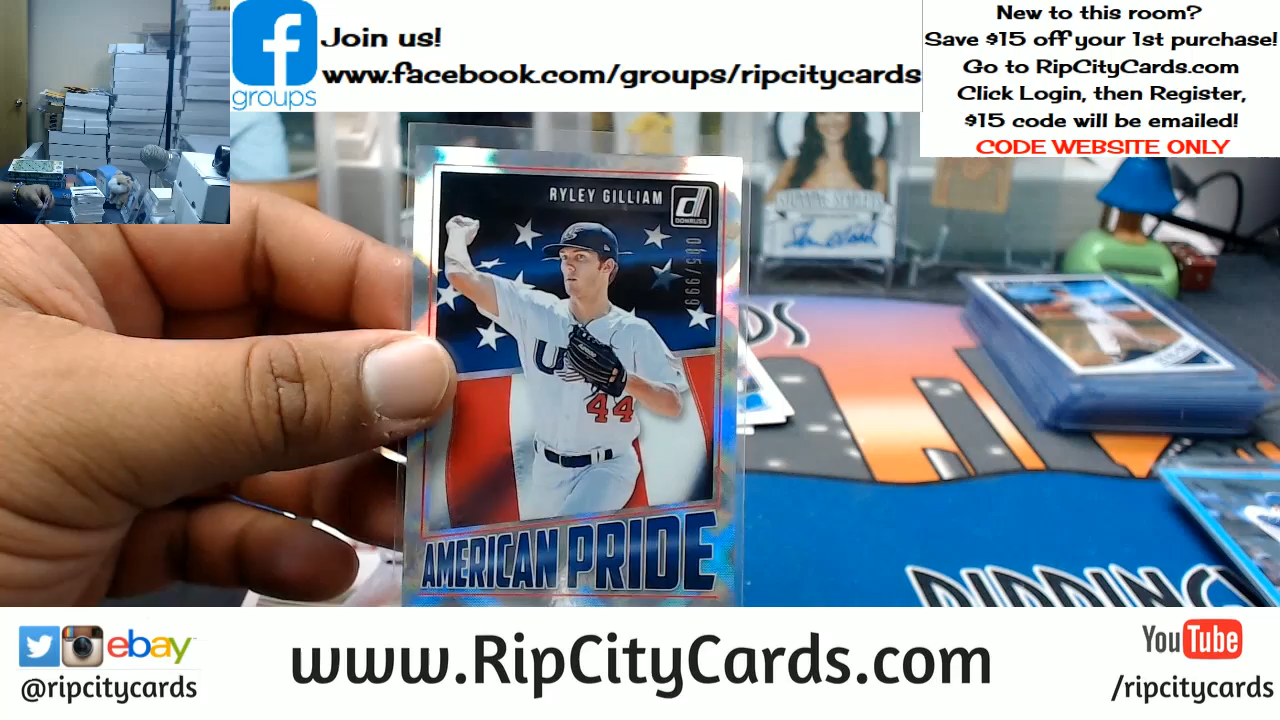 groups
Join us!
www.facebook.com/groups/ripcitycards
New to this room?
Save $15 off your 1st purchase!
Go to RipCityCards.com
Click Login, then Register,
$15 code will be emailed!
CODE WEBSITE ONLY
RYLEY GILLIAM
DONRUSS
44
AMERICAN PRIDE
ebay
@ripcitycards
www.RipCityCards.com
YouTube
/ripcitycards